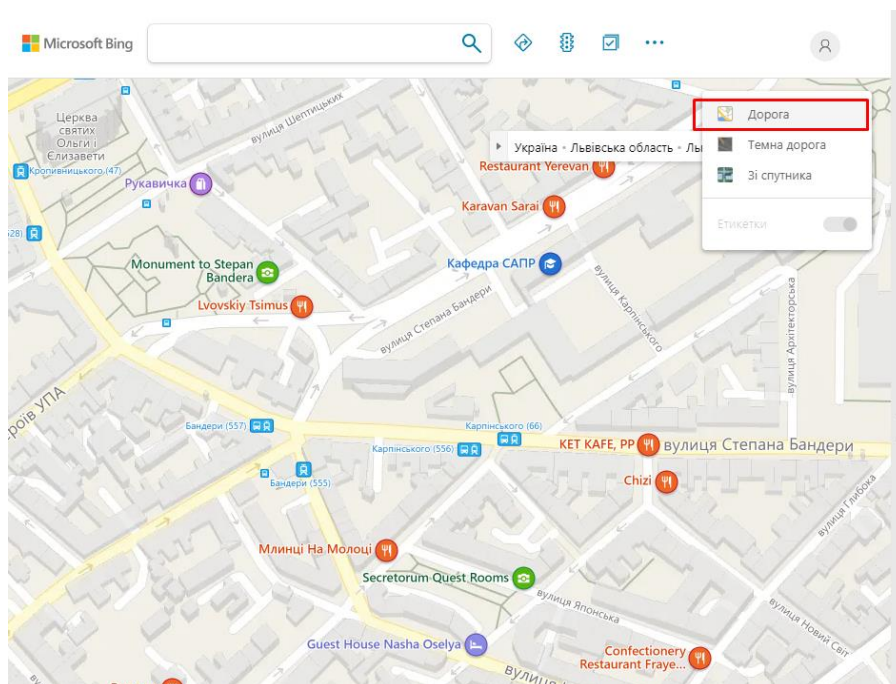 Microsoft Bing
Дорога
Темна дорога
Зі спутника
Етикетки
Україна • Львівська область • Ль
Церква
святих
Ольги і
Єлизавети
Кропивницького (47)
вулиця Шептицьких
Рукавичка
Restaurant Yerevan
Karavan Sarai
528)
Monument to Stepan
Bandera
Кафедра САПР
Lvovskiy Tsimus
вулиця Степана Бандери
вулиця Карпінського
вулиця Архітекторська
ероїв УПА
Бандери (557)
Карпінського (66)
Карпінського (556)
KET KAFE, PP
вулиця Степана Бандери
Бандери (555)
Chizi
вулиця Глибока
Млинці На Молоці
Secretorum Quest Rooms
вулиця Японська
вулиця Новий Світ
Guest House Nasha Oselya
Confectionery
Restaurant Fraye...